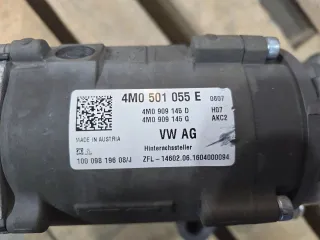 4M0 501 055 E 0607
4M0 909 145 D H07
4M0 909 145 G AKC2
MADE IN AUSTRIA
VW AG
Hinterachssteller
100 098 196 08/J ZFL-14602.06.1604000084